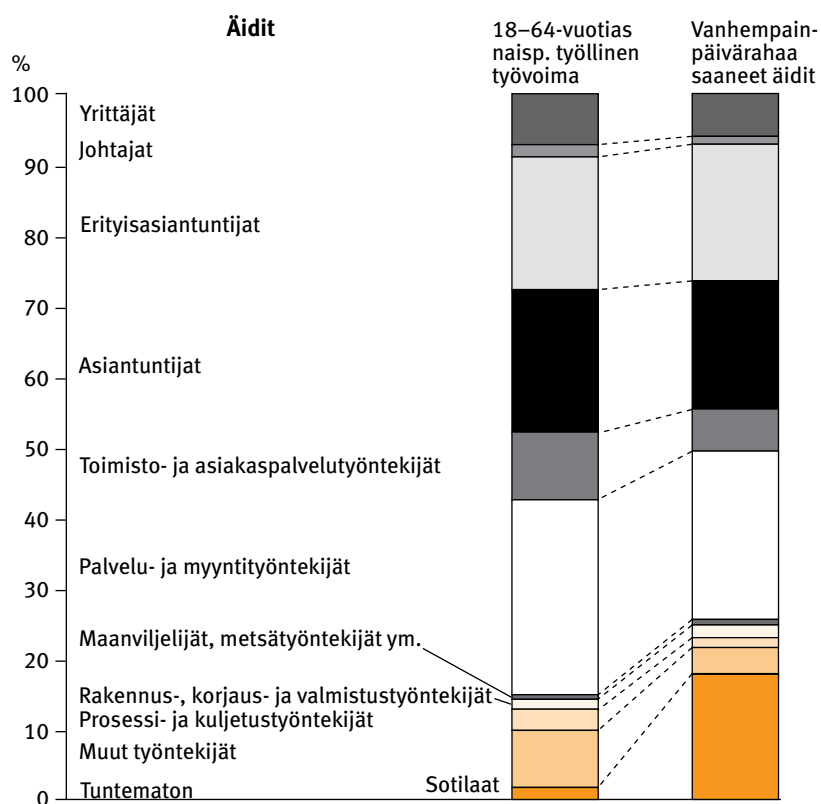 Äidit
18–64-vuotias
naisp. työllinen
työvoima
Vanhempain-
päivärahaa
saaneet äidit
%
100
Yrittäjät
Johtajat
90
Erityisasiantuntijat
80
70
Asiantuntijat
60
50
Toimisto- ja asiakaspalvelutyöntekijät
40
Palvelu- ja myyntityöntekijät
30
Maanviljelijät, metsätyöntekijät ym.
20
Rakennus-, korjaus- ja valmistustyöntekijät
Prosessi- ja kuljetustyöntekijät
10
Muut työntekijät
Tuntematon
Sotilaat
0